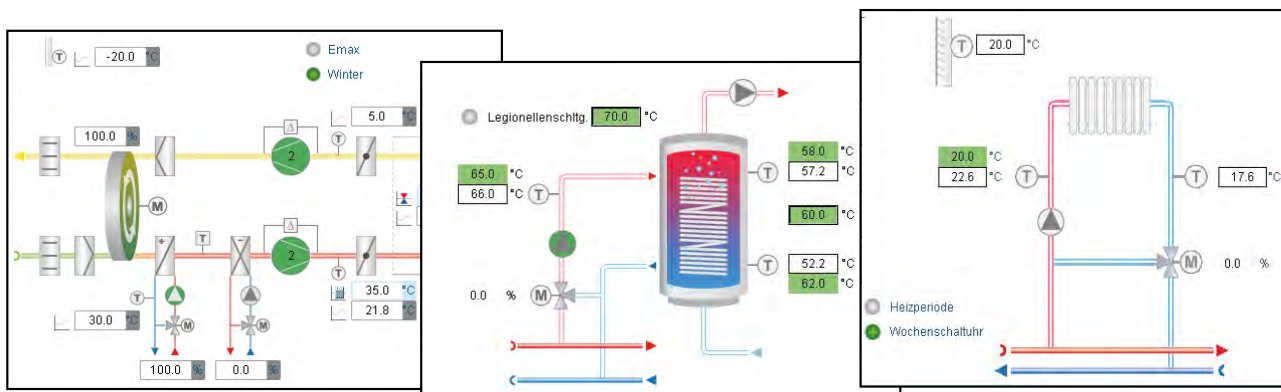 T
-20.0 °C
Emax
Winter
5.0 °C
100.0 %
Δ
T
2
M
T
Δ
+
−
2
T
T
35.0 °C
21.8 °C
30.0 °C
M
M
100.0 %
0.0 %
Legionellenschltg. 70.0 °C
65.0 °C
66.0 °C
T
58.0 °C
57.2 °C
T
60.0 °C
52.2 °C
62.0 °C
T
0.0 %
M
T
20.0 °C
20.0 °C
22.6 °C
T
T
17.6 °C
M
0.0 %
Heizperiode
Wochenschaltuhr